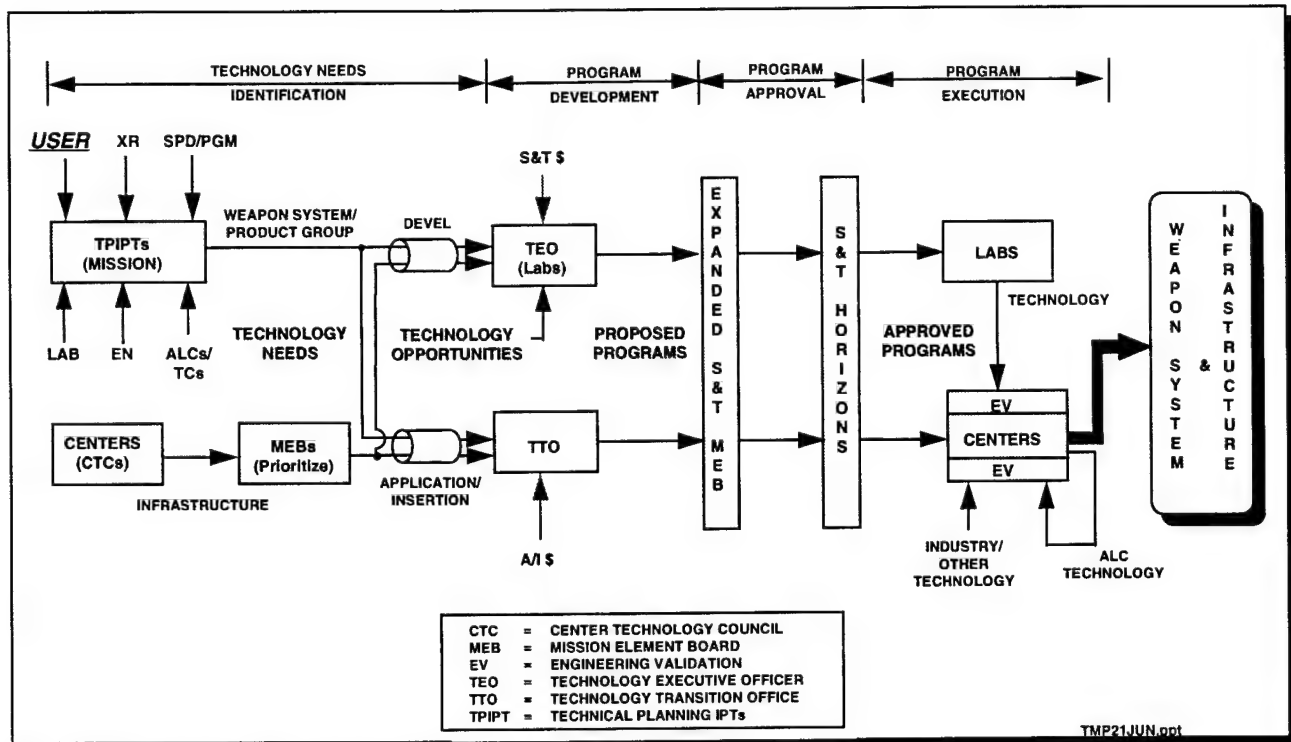 TECHNOLOGY NEEDS
IDENTIFICATION
PROGRAM
DEVELOPMENT
PROGRAM
APPROVAL
PROGRAM
EXECUTION
USER
XR
SPD/PGM
S&T $
TPIPTs
(MISSION)
WEAPON SYSTEM/
PRODUCT GROUP
DEVEL
TEO
(Labs)
LAB
EN
ALCs/
TCs
TECHNOLOGY
NEEDS
TECHNOLOGY
OPPORTUNITIES
PROPOSED
PROGRAMS
EXPANDED S&T MEB
S&T HORIZONS
LABS
TECHNOLOGY
APPROVED
PROGRAMS
EV
CENTERS
EV
WEAPON SYSTEM
&
INFRASTRUCTURE
CENTERS
(CTCs)
MEBs
(Prioritize)
INFRASTRUCTURE
APPLICATION/
INSERTION
TTO
A/I $
INDUSTRY/
OTHER
TECHNOLOGY
ALC
TECHNOLOGY
CTC = CENTER TECHNOLOGY COUNCIL
MEB = MISSION ELEMENT BOARD
EV = ENGINEERING VALIDATION
TEO = TECHNOLOGY EXECUTIVE OFFICER
TTO = TECHNOLOGY TRANSITION OFFICE
TPIPT = TECHNICAL PLANNING IPTs
TMP21JUN.ppt